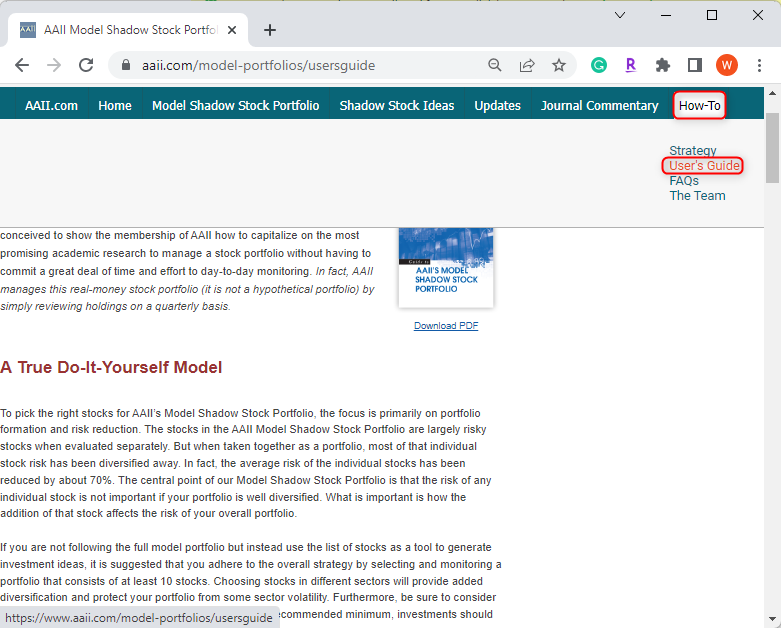 AAII
AAII Model Shadow Stock Portfo
aaii.com/model-portfolios/usersguide
R
W
AAII.com Home Model Shadow Stock Portfolio Shadow Stock Ideas Updates Journal Commentary How-To
Strategy
User's Guide
FAQs
The Team
conceived to show the membership of AAII how to capitalize on the most
promising academic research to manage a stock portfolio without having to
commit a great deal of time and effort to day-to-day monitoring. In fact, AAII
manages this real-money stock portfolio (it is not a hypothetical portfolio) by
simply reviewing holdings on a quarterly basis.
Guide to
AAII'S MODEL
SHADOW STOCK
PORTFOLIO
Download PDF
A True Do-It-Yourself Model
To pick the right stocks for AAII's Model Shadow Stock Portfolio, the focus is primarily on portfolio
formation and risk reduction. The stocks in the AAII Model Shadow Stock Portfolio are largely risky
stocks when evaluated separately. But when taken together as a portfolio, most of that individual
stock risk has been diversified away. In fact, the average risk of the individual stocks has been
reduced by about 70%. The central point of our Model Shadow Stock Portfolio is that the risk of any
individual stock is not important if your portfolio is well diversified. What is important is how the
addition of that stock affects the risk of your overall portfolio.
If you are not following the full model portfolio but instead use the list of stocks as a tool to generate
investment ideas, it is suggested that you adhere to the overall strategy by selecting and monitoring a
portfolio that consists of at least 10 stocks. Choosing stocks in different sectors will provide added
diversification and protect your portfolio from some sector volatility. Furthermore, be sure to consider
https://www.aaii.com/model-portfolios/usersguide commended minimum, investments should